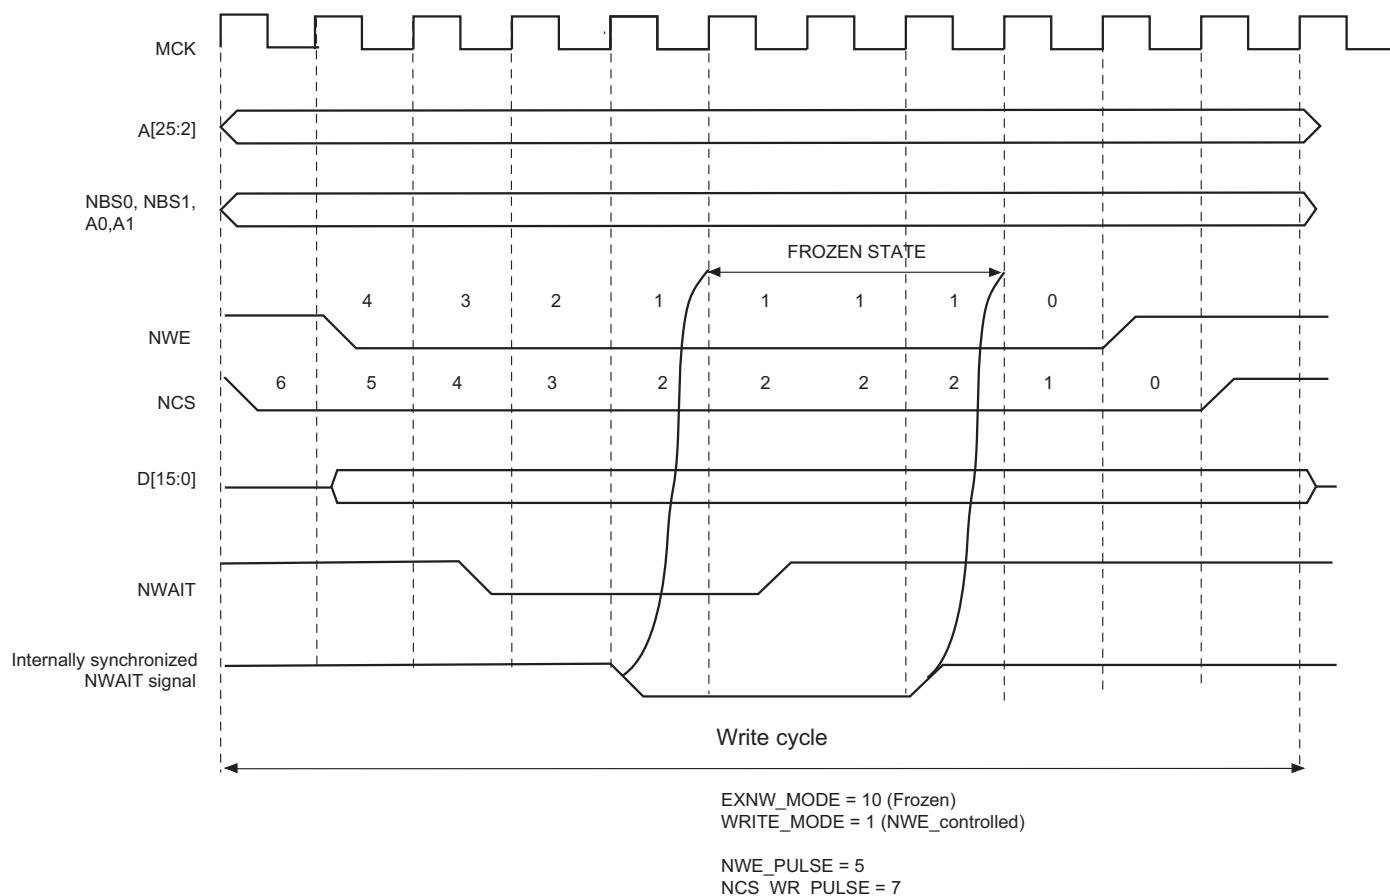 MCK
A[25:2]
NBS0, NBS1,
A0,A1
FROZEN STATE
4 3 2 1 1 1 1 0
NWE
6 5 4 3 2 2 2 2 1 0
NCS
D[15:0]
NWAIT
Internally synchronized
NWAIT signal
Write cycle
EXNW_MODE = 10 (Frozen)
WRITE_MODE = 1 (NWE_controlled)
NWE_PULSE = 5
NCS_WR_PULSE = 7